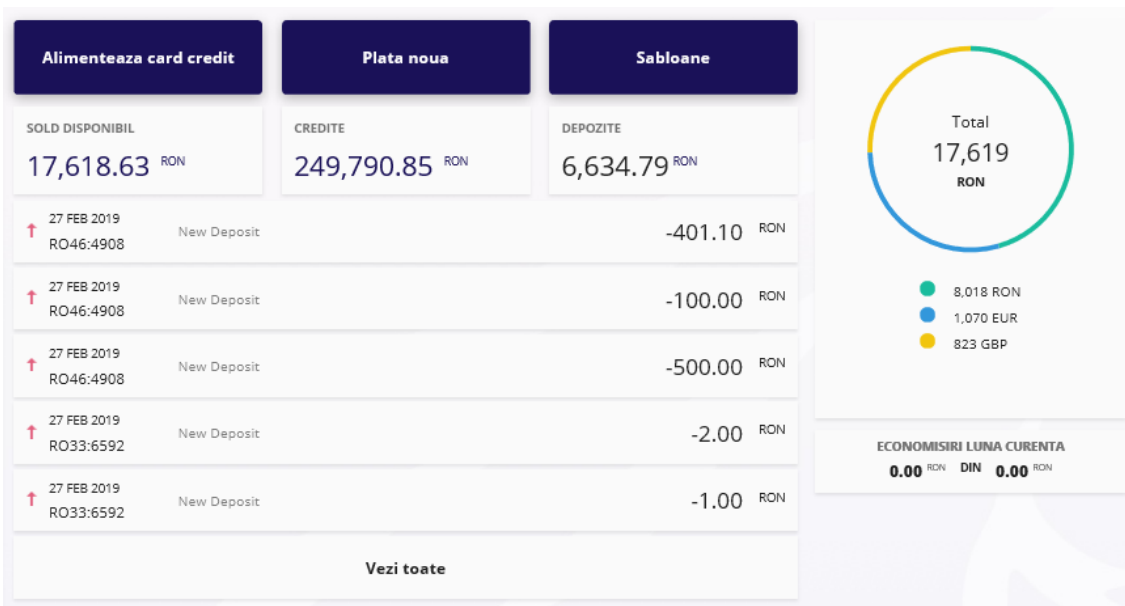 Alimenteaza card credit
Plata noua
Sabloane
SOLD DISPONIBIL
17,618.63 RON
CREDITE
249,790.85 RON
DEPOZITE
6,634.79 RON
27 FEB 2019
RO46:4908
New Deposit
-401.10 RON
27 FEB 2019
RO46:4908
New Deposit
-100.00 RON
27 FEB 2019
RO46:4908
New Deposit
-500.00 RON
27 FEB 2019
RO33:6592
New Deposit
-2.00 RON
27 FEB 2019
RO33:6592
New Deposit
-1.00 RON
Vezi toate
Total
17,619
RON
8,018 RON
1,070 EUR
823 GBP
ECONOMISIRI LUNA CURENTA
0.00 RON DIN 0.00 RON